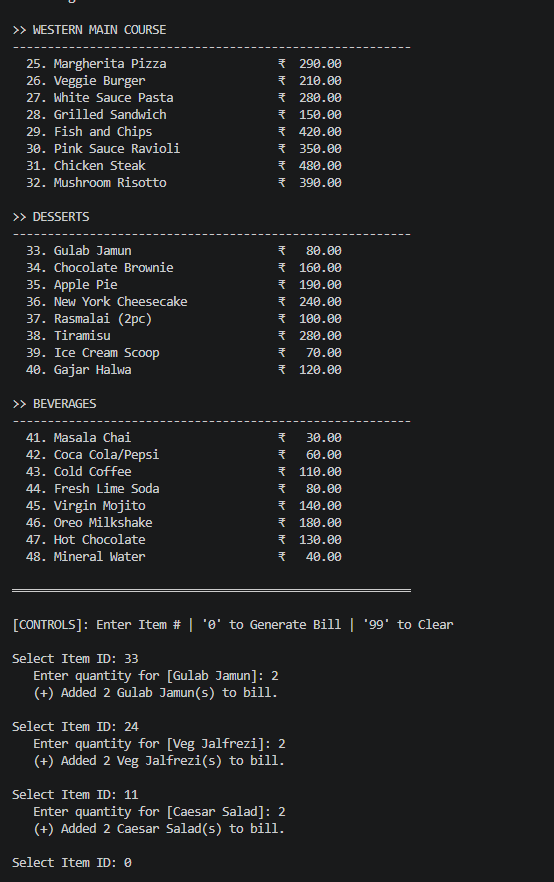 >> WESTERN MAIN COURSE
---------------------------------------------------------
25. Margherita Pizza ₹ 290.00
26. Veggie Burger ₹ 210.00
27. White Sauce Pasta ₹ 280.00
28. Grilled Sandwich ₹ 150.00
29. Fish and Chips ₹ 420.00
30. Pink Sauce Ravioli ₹ 350.00
31. Chicken Steak ₹ 480.00
32. Mushroom Risotto ₹ 390.00
>> DESSERTS
---------------------------------------------------------
33. Gulab Jamun ₹ 80.00
34. Chocolate Brownie ₹ 160.00
35. Apple Pie ₹ 190.00
36. New York Cheesecake ₹ 240.00
37. Rasmalai (2pc) ₹ 100.00
38. Tiramisu ₹ 280.00
39. Ice Cream Scoop ₹ 70.00
40. Gajar Halwa ₹ 120.00
>> BEVERAGES
---------------------------------------------------------
41. Masala Chai ₹ 30.00
42. Coca Cola/Pepsi ₹ 60.00
43. Cold Coffee ₹ 110.00
44. Fresh Lime Soda ₹ 80.00
45. Virgin Mojito ₹ 140.00
46. Oreo Milkshake ₹ 180.00
47. Hot Chocolate ₹ 130.00
48. Mineral Water ₹ 40.00
=========================================================
[CONTROLS]: Enter Item # | '0' to Generate Bill | '99' to Clear
Select Item ID: 33
Enter quantity for [Gulab Jamun]: 2
(+) Added 2 Gulab Jamun(s) to bill.
Select Item ID: 24
Enter quantity for [Veg Jalfrezi]: 2
(+) Added 2 Veg Jalfrezi(s) to bill.
Select Item ID: 11
Enter quantity for [Caesar Salad]: 2
(+) Added 2 Caesar Salad(s) to bill.
Select Item ID: 0